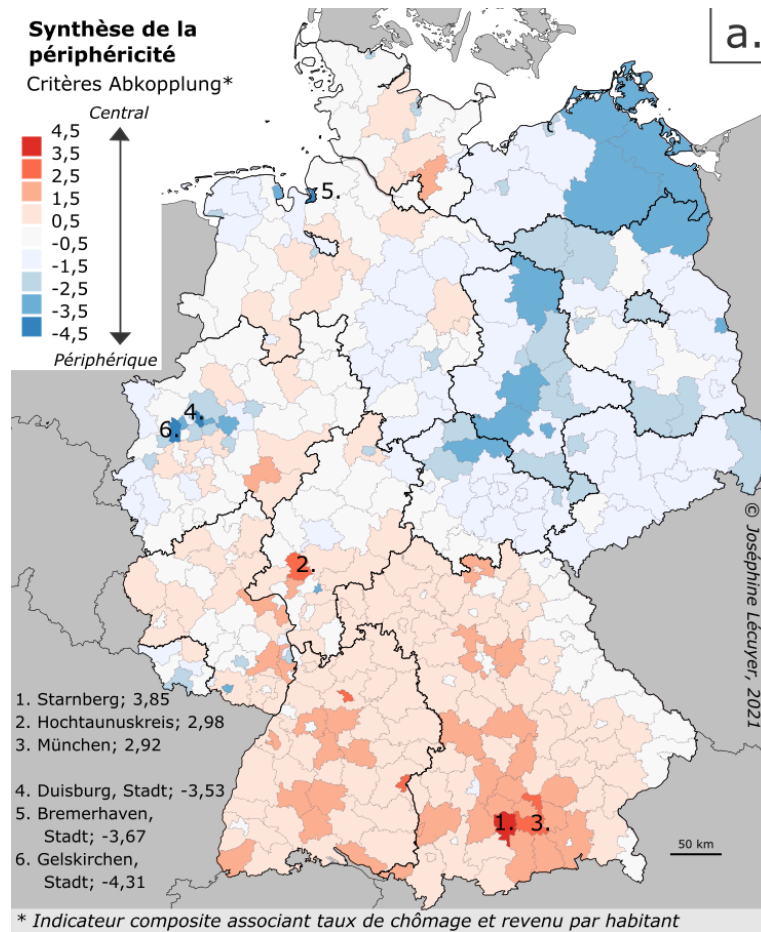 Synthèse de la
périphéricité
Critères Abkopplung*
Central
4,5
3,5
2,5
1,5
0,5
-0,5
-1,5
-2,5
-3,5
-4,5
Périphérique
a.
5.
4.
6.
2.
1. 3.
1. Starnberg; 3,85
2. Hochtaunuskreis; 2,98
3. München; 2,92
4. Duisburg, Stadt; -3,53
5. Bremerhaven,
Stadt; -3,67
6. Gelskirchen,
Stadt; -4,31
50 km
© Joséphine Lécuyer, 2021
* Indicateur composite associant taux de chômage et revenu par habitant